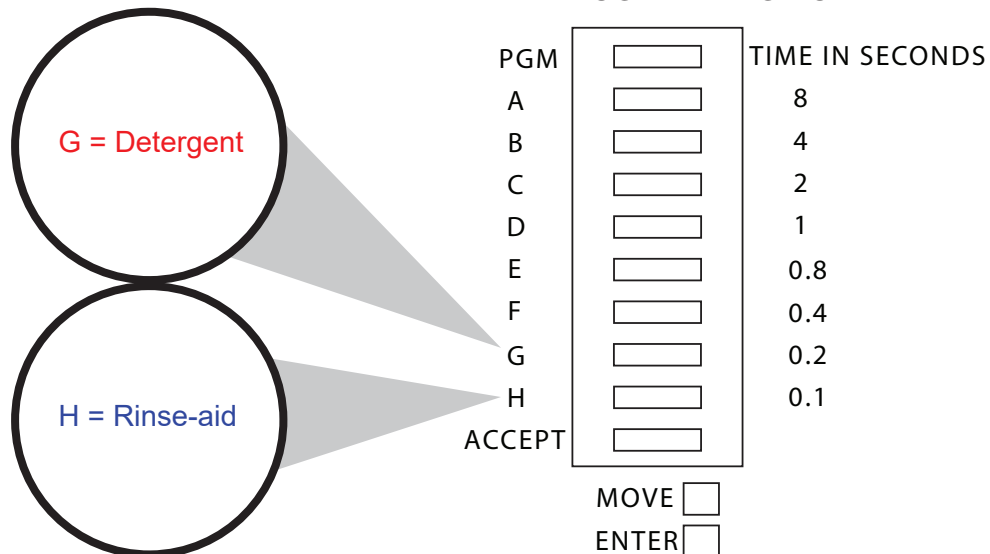 PGM TIME IN SECONDS
A 8
B 4
G = Detergent
C 2
D 1
E 0.8
F 0.4
G 0.2
H 0.1
H = Rinse-aid
ACCEPT
MOVE
ENTER